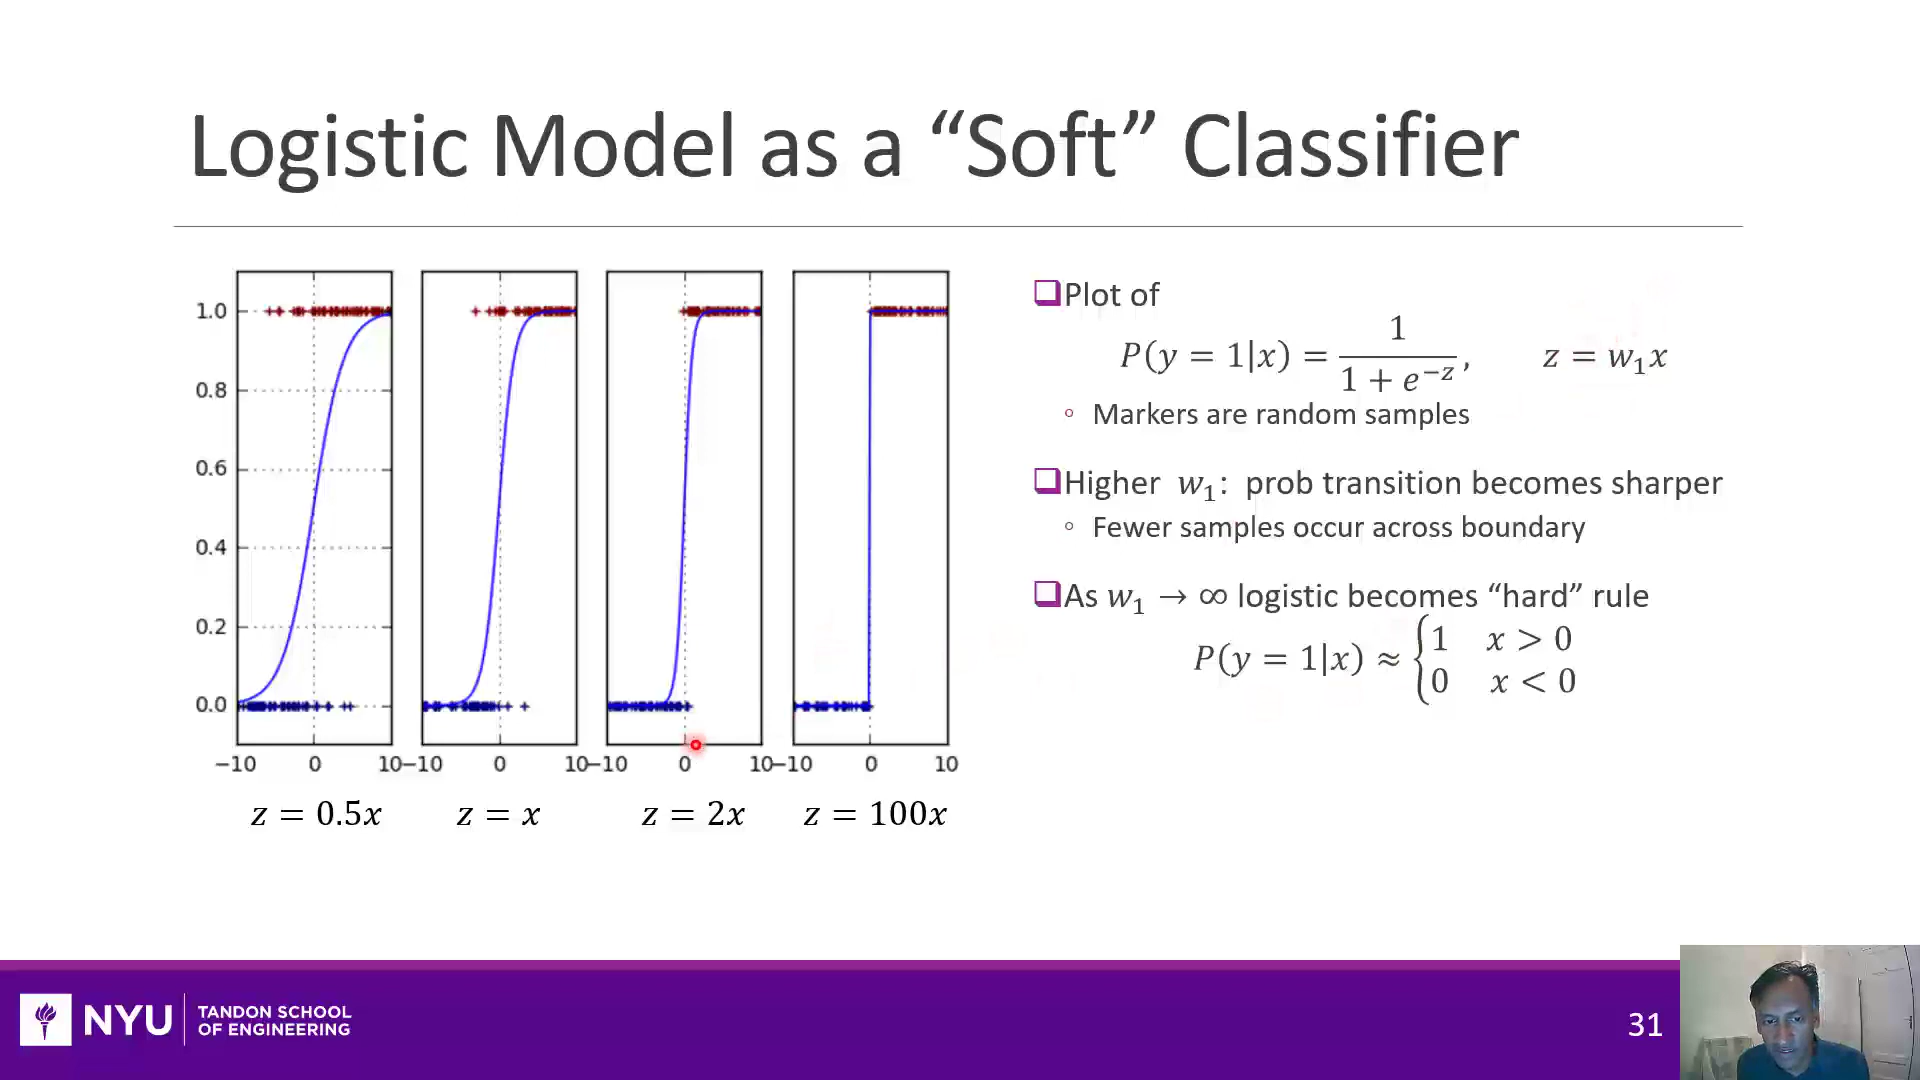 Logistic Model as a “Soft” Classifier
1.0
0.8
0.6
0.4
0.2
0.0
−10 0 10 −10 0 10 −10 0 10 −10 0 10
z = 0.5x z = x z = 2x z = 100x
Plot of
P(y = 1|x) = 1 / (1 + e^{−z}), z = w₁x
Markers are random samples
Higher w₁: prob transition becomes sharper
Fewer samples occur across boundary
As w₁ → ∞ logistic becomes “hard” rule
P(y = 1|x) ≈ { 1 x > 0
0 x < 0
NYU TANDON SCHOOL
OF ENGINEERING
31